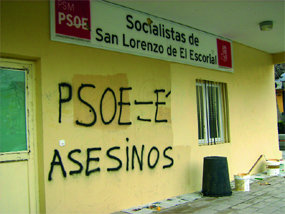 PSM
PSOE
Socialistas de
San Lorenzo de El Escorial
PSOE=E´
ASESINOS